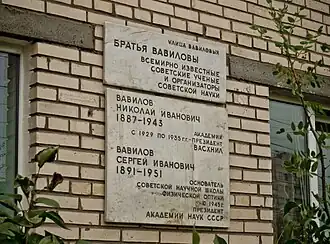 УЛИЦА ВАВИЛОВЫХ
БРАТЬЯ ВАВИЛОВЫ
ВСЕМИРНО ИЗВЕСТНЫЕ
СОВЕТСКИЕ УЧЕНЫЕ
И ОРГАНИЗАТОРЫ
СОВЕТСКОЙ НАУКИ
ВАВИЛОВ
НИКОЛАЙ ИВАНОВИЧ
1887-1943
АКАДЕМИК
С 1929 ПО 1935 ГГ.-ПРЕЗИДЕНТ
ВАСХНИЛ
ВАВИЛОВ
СЕРГЕЙ ИВАНОВИЧ
1891-1951
ОСНОВАТЕЛЬ
СОВЕТСКОЙ НАУЧНОЙ ШКОЛЫ
ФИЗИЧЕСКОЙ ОПТИКИ
С 1945 Г.
ПРЕЗИДЕНТ
АКАДЕМИИ НАУК СССР